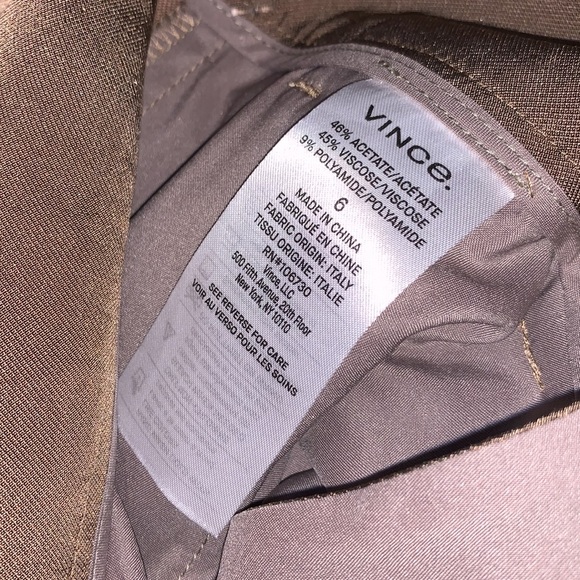 VINCE.
46% ACETATE/ACÉTATE
45% VISCOSE/VISCOSE
9% POLYAMIDE/POLYAMIDE
6
MADE IN CHINA
FABRIQUÉ EN CHINE
FABRIC ORIGIN: ITALY
TISSU ORIGINE: ITALIE
RN#106730
Vince, LLC
500 Fifth Avenue, 20th Floor
New York, NY 10110
SEE REVERSE FOR CARE
VOIR AU VERSO POUR LES SOINS